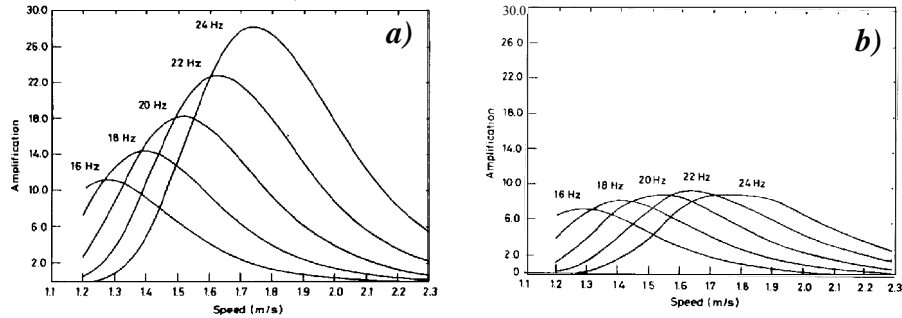 a)
30.0
26.0
22.0
18.0
14.0
10.0
6.0
2.0
Amplification
24 Hz
22 Hz
20 Hz
18 Hz
16 Hz
1.1 1.2 1.3 1.4 1.5 1.6 1.7 1.8 1.9 2.0 2.1 2.2 2.3
Speed (m/s)
b)
30.0
26.0
22.0
18.0
14.0
10.0
6.0
2.0
0
Amplification
16 Hz 18 Hz 20 Hz 22 Hz 24 Hz
1.1 1.2 1.3 1.4 1.5 1.6 1.7 1.8 1.9 2.0 2.1 2.2 2.3
Speed (m/s)